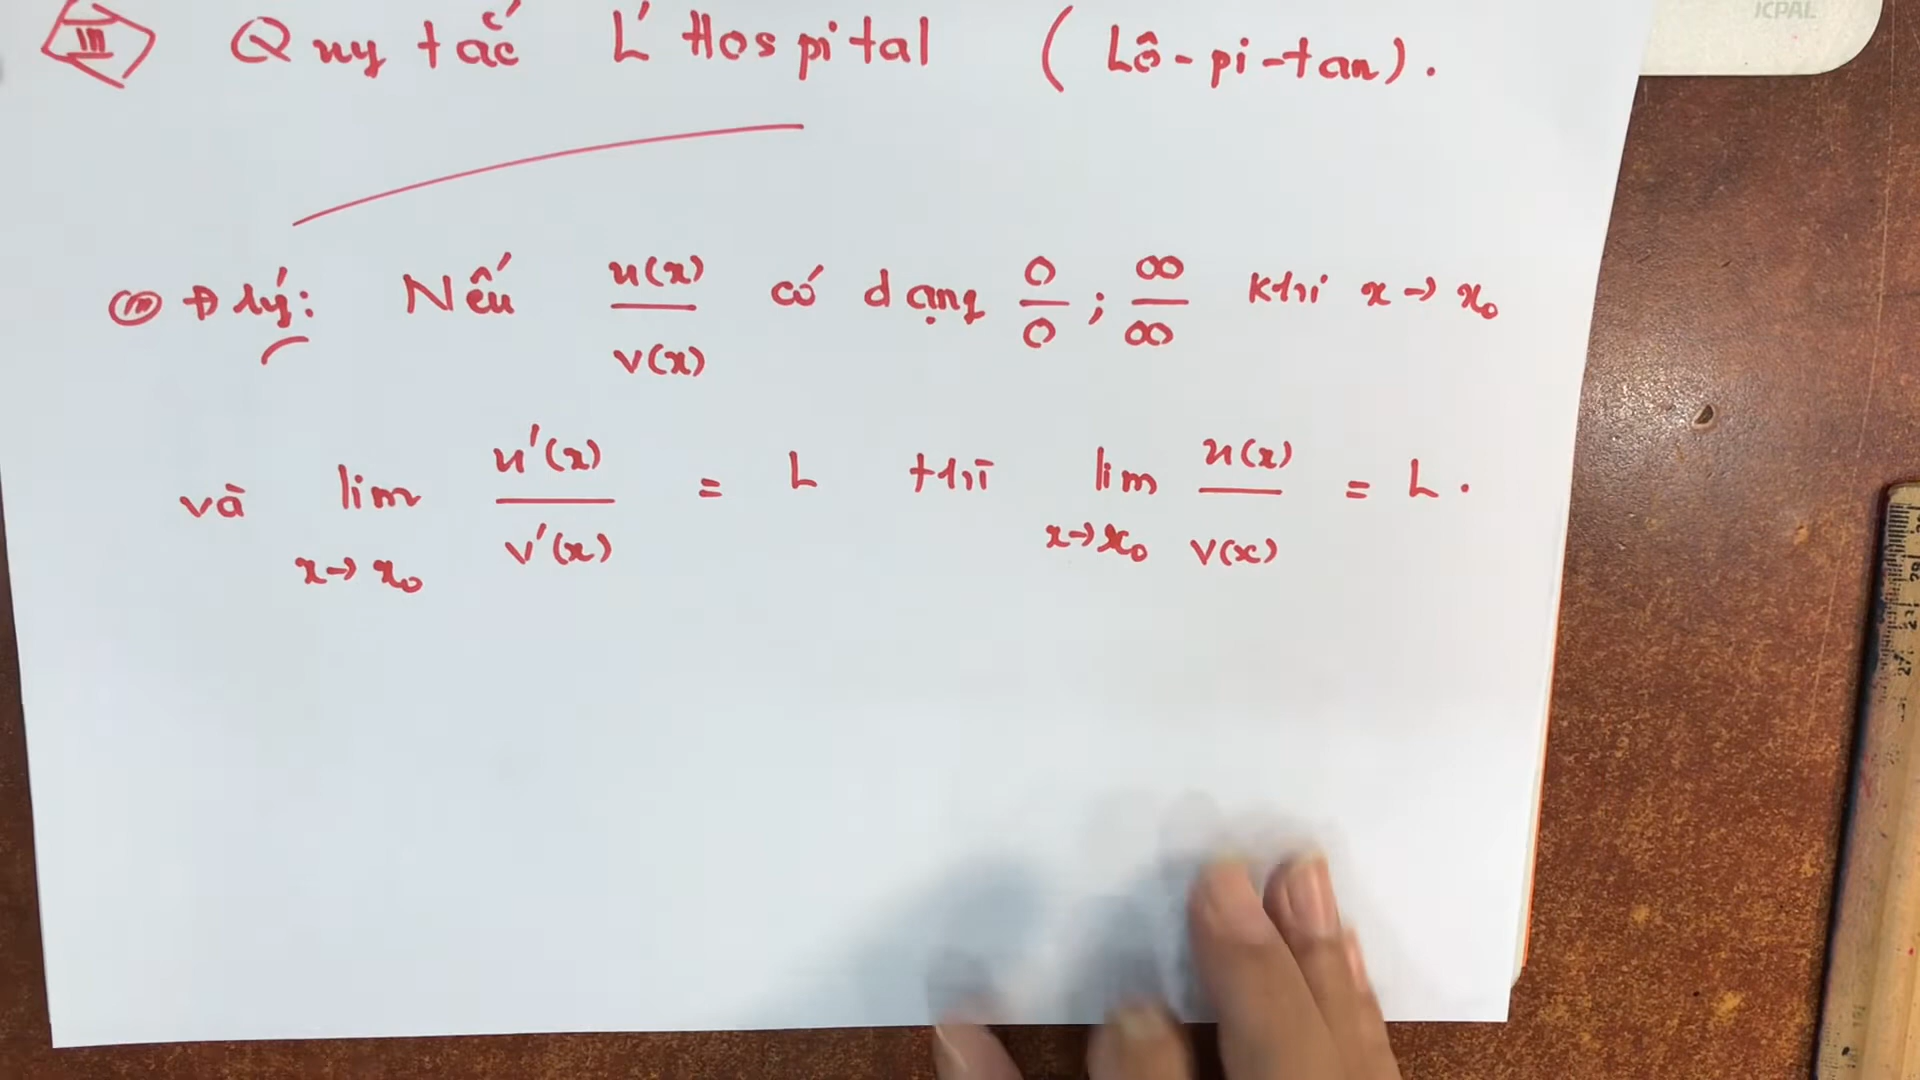 III Quy tắc L'Hospital (Lô-pi-tan).
JCPAL
Đ lý: Nếu u(x)/v(x) có dạng 0/0 ; ∞/∞ khi x→x₀
và lim x→x₀ u'(x)/v'(x) = L thì lim x→x₀ u(x)/v(x) = L.